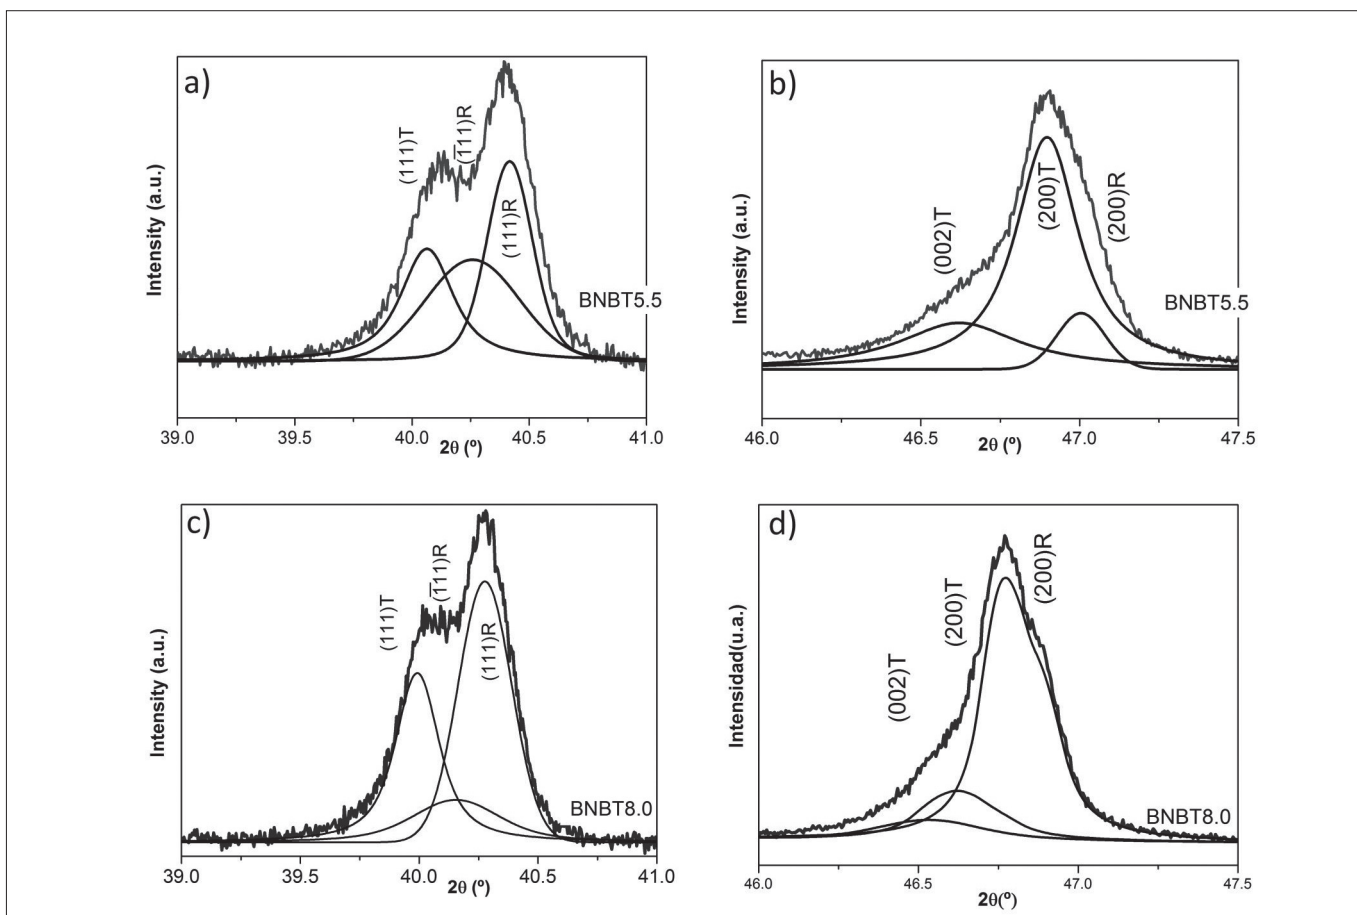 a)
(111)T
(1̅11)R
(111)R
BNBT5.5
Intensity (a.u.)
39.0 39.5 40.0 40.5 41.0
2θ (º)
b)
(002)T
(200)T
(200)R
BNBT5.5
Intensity (a.u.)
46.0 46.5 47.0 47.5
2θ (º)
c)
(111)T
(1̅11)R
(111)R
BNBT8.0
Intensity (a.u.)
39.0 39.5 40.0 40.5 41.0
2θ (º)
d)
(002)T
(200)T
(200)R
BNBT8.0
Intensidad(u.a.)
46.0 46.5 47.0 47.5
2θ(º)